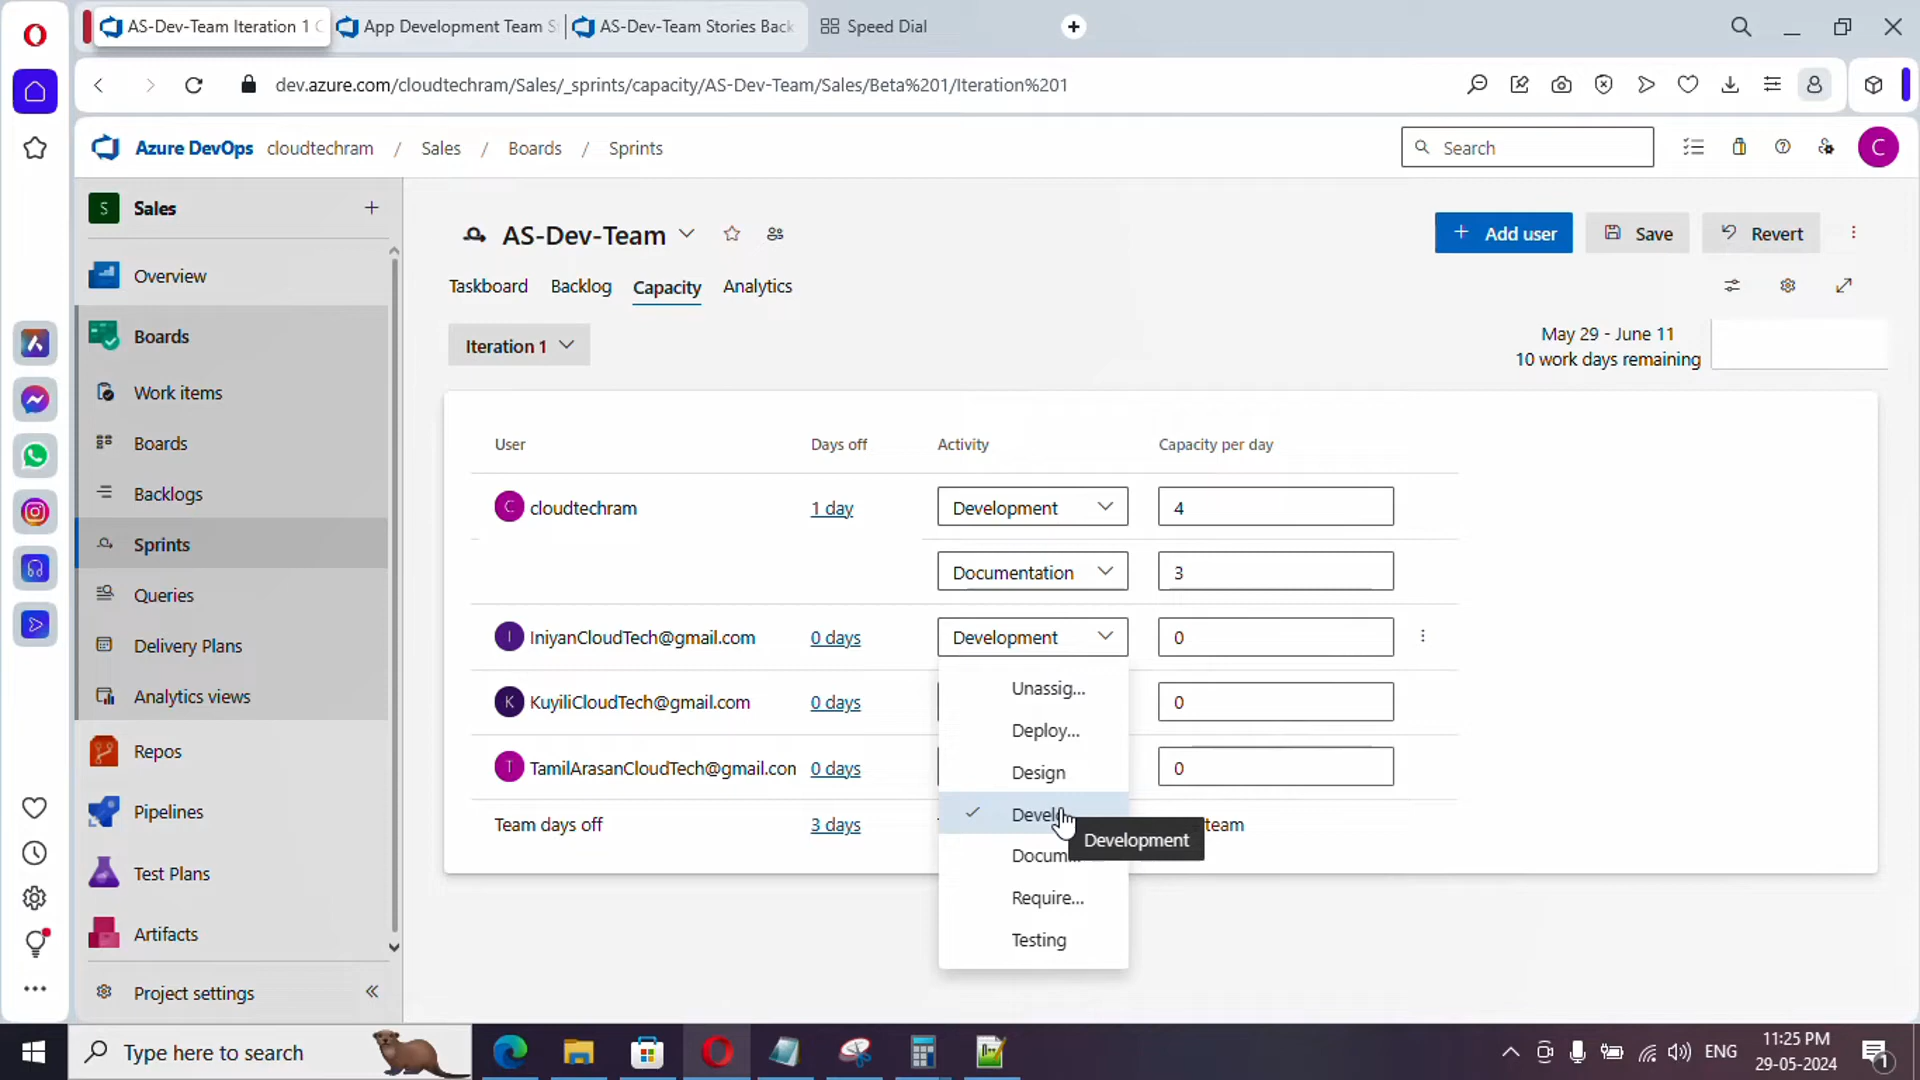 AS-Dev-Team Iteration 1 C
App Development Team S
AS-Dev-Team Stories Back
Speed Dial
dev.azure.com/cloudtechram/Sales/_sprints/capacity/AS-Dev-Team/Sales/Beta%201/Iteration%201
Azure DevOps cloudtechram / Sales / Boards / Sprints
Search
C
S Sales
Overview
Boards
Work items
Boards
Backlogs
Sprints
Queries
Delivery Plans
Analytics views
Repos
Pipelines
Test Plans
Artifacts
Project settings
AS-Dev-Team
Add user
Save
Revert
Taskboard Backlog Capacity Analytics
Iteration 1
May 29 - June 11
10 work days remaining
User Days off Activity Capacity per day
C cloudtechram 1 day Development 4
Documentation 3
I IniyanCloudTech@gmail.com 0 days Development 0
K KuyiliCloudTech@gmail.com 0 days 0
T TamilArasanCloudTech@gmail.con 0 days 0
Team days off 3 days team
Unassig...
Deploy...
Design
Develo
Development
Docum...
Require...
Testing
Type here to search
ENG
11:25 PM
29-05-2024
1